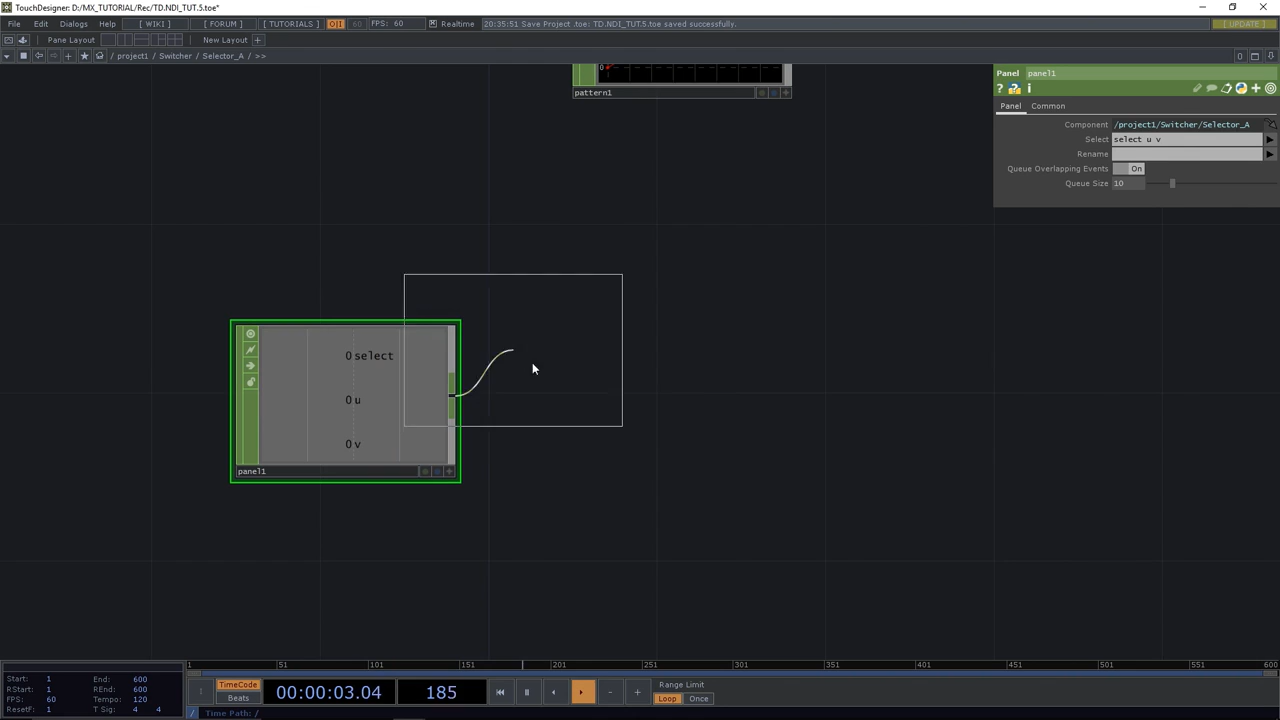 TouchDesigner: D:/MX_TUTORIAL/Rec/TD.NDI_TUT.5.toe*
File Edit Dialogs Help [ WIKI ] [ FORUM ] [ TUTORIALS ] O|I 60 FPS: 60 Realtime 20:35:51 Save Project .toe: TD.NDI_TUT.5.toe saved successfully. [ UPDATE ]
Pane Layout New Layout +
/ project1 / Switcher / Selector_A / >> 0
0
pattern1
Panel panel1
? i
Panel Common
Component /project1/Switcher/Selector_A
Select select u v
Rename
Queue Overlapping Events On
Queue Size 10
0 select
0 u
0 v
panel1
1 51 101 151 201 251 301 351 401 451 501 551 600
Start: 1 End: 600
RStart: 1 REnd: 600
FPS: 60 Tempo: 120
ResetF: 1 T Sig: 4 4
TimeCode
Beats
00:00:03.04 185
- +
Range Limit
Loop Once
/ Time Path: /